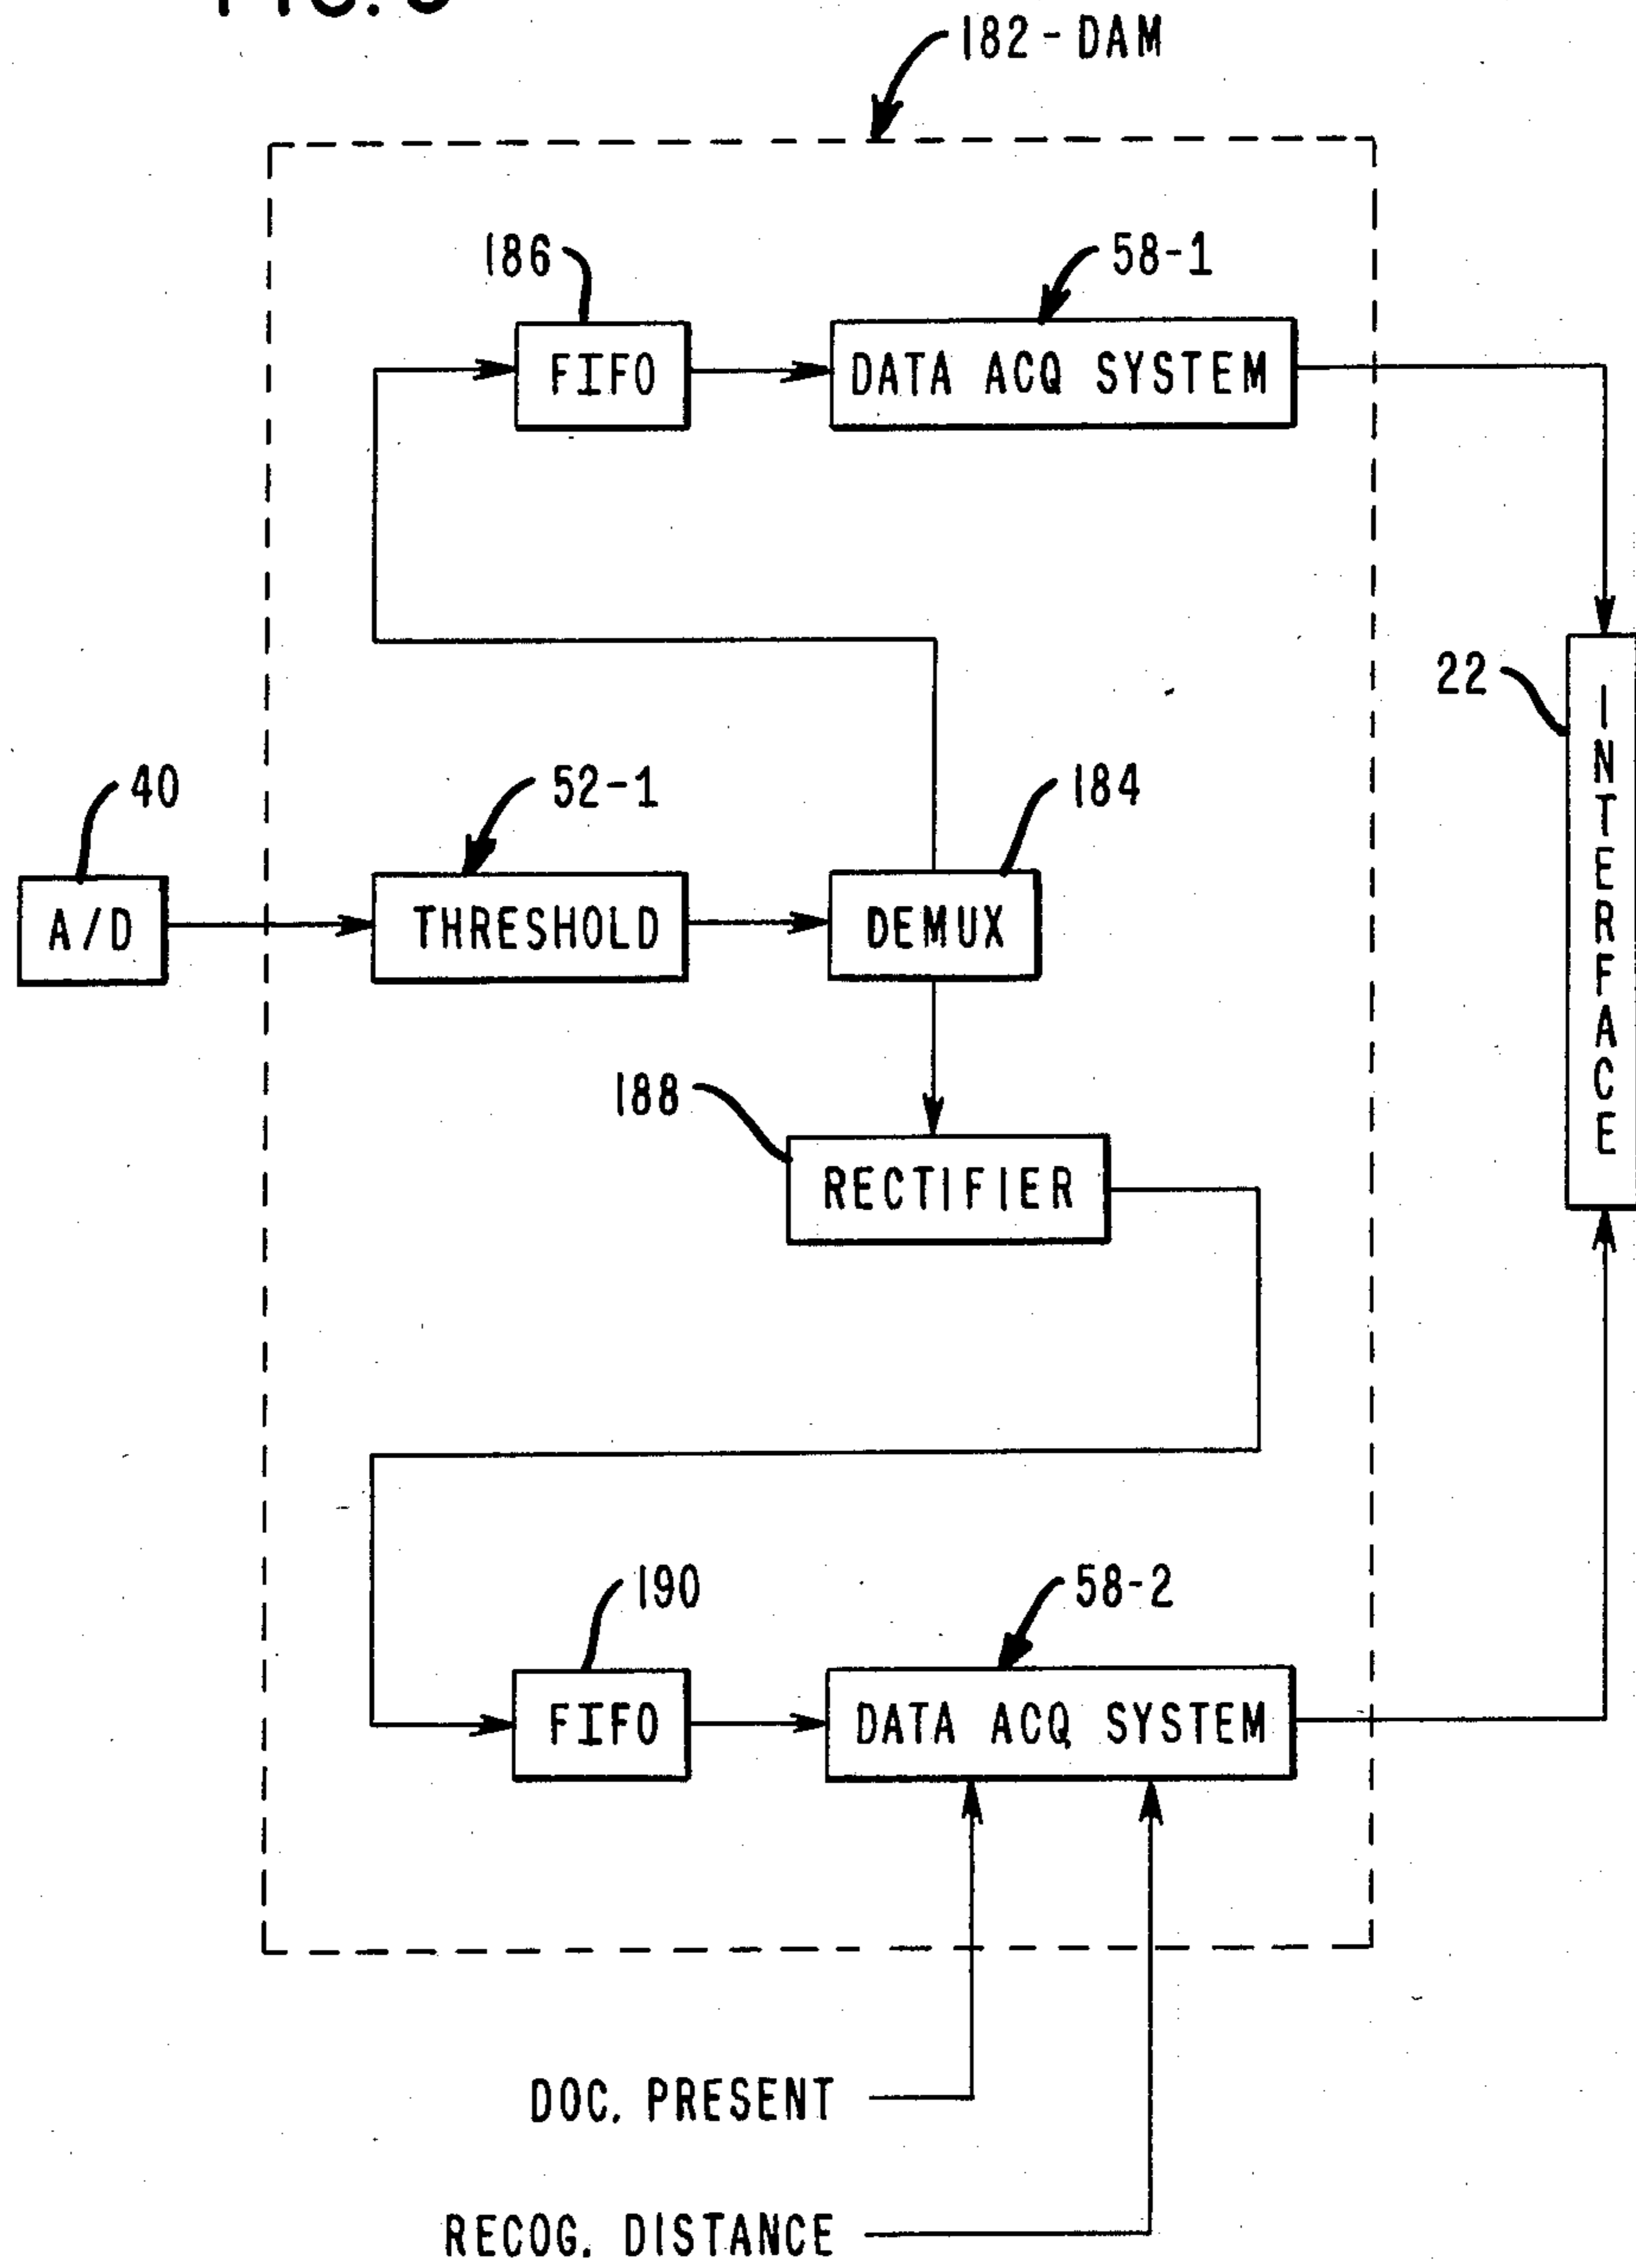 182-DAM
186
58-1
FIFO
DATA ACQ SYSTEM
22
INTERFACE
40
52-1
184
A/D
THRESHOLD
DEMUX
188
RECTIFIER
190
58-2
FIFO
DATA ACQ SYSTEM
DOC. PRESENT
RECOG. DISTANCE